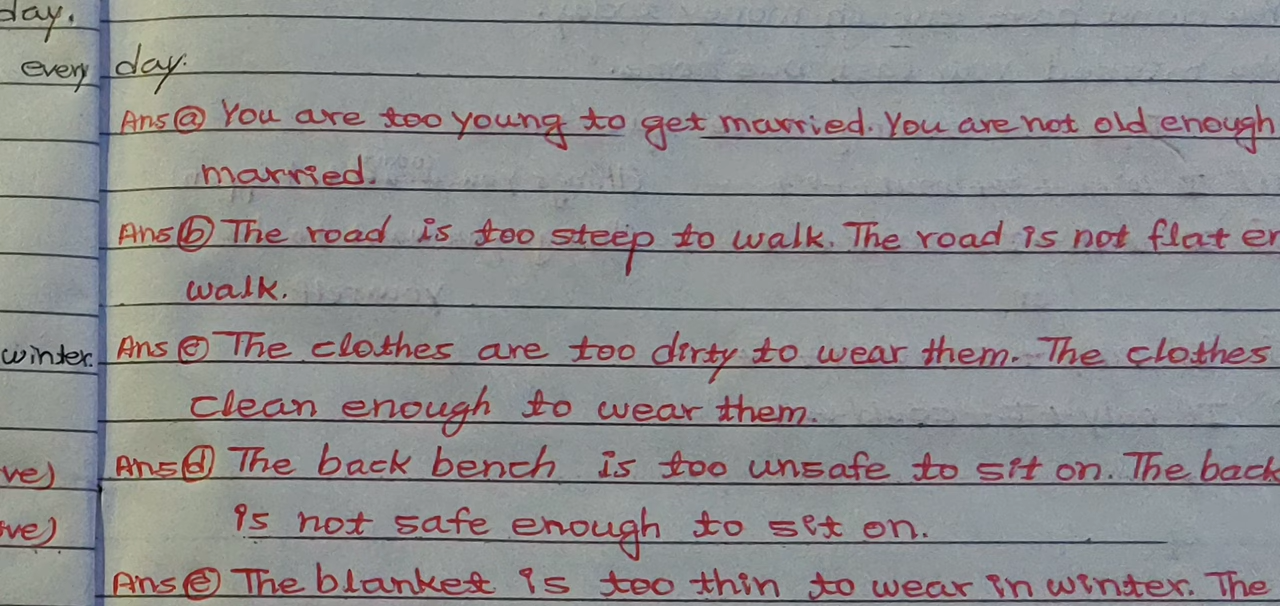 day.
every day.
Ans ⓐ You are too young to get married. You are not old enough
married.
Ans ⓑ The road is too steep to walk. The road is not flat en
walk.
winter. Ans ⓒ The clothes are too dirty to wear them. The clothes
clean enough to wear them.
ve) Ans ⓓ The back bench is too unsafe to sit on. The back
ve) is not safe enough to sit on.
Ans ⓔ The blanket is too thin to wear in winter. The